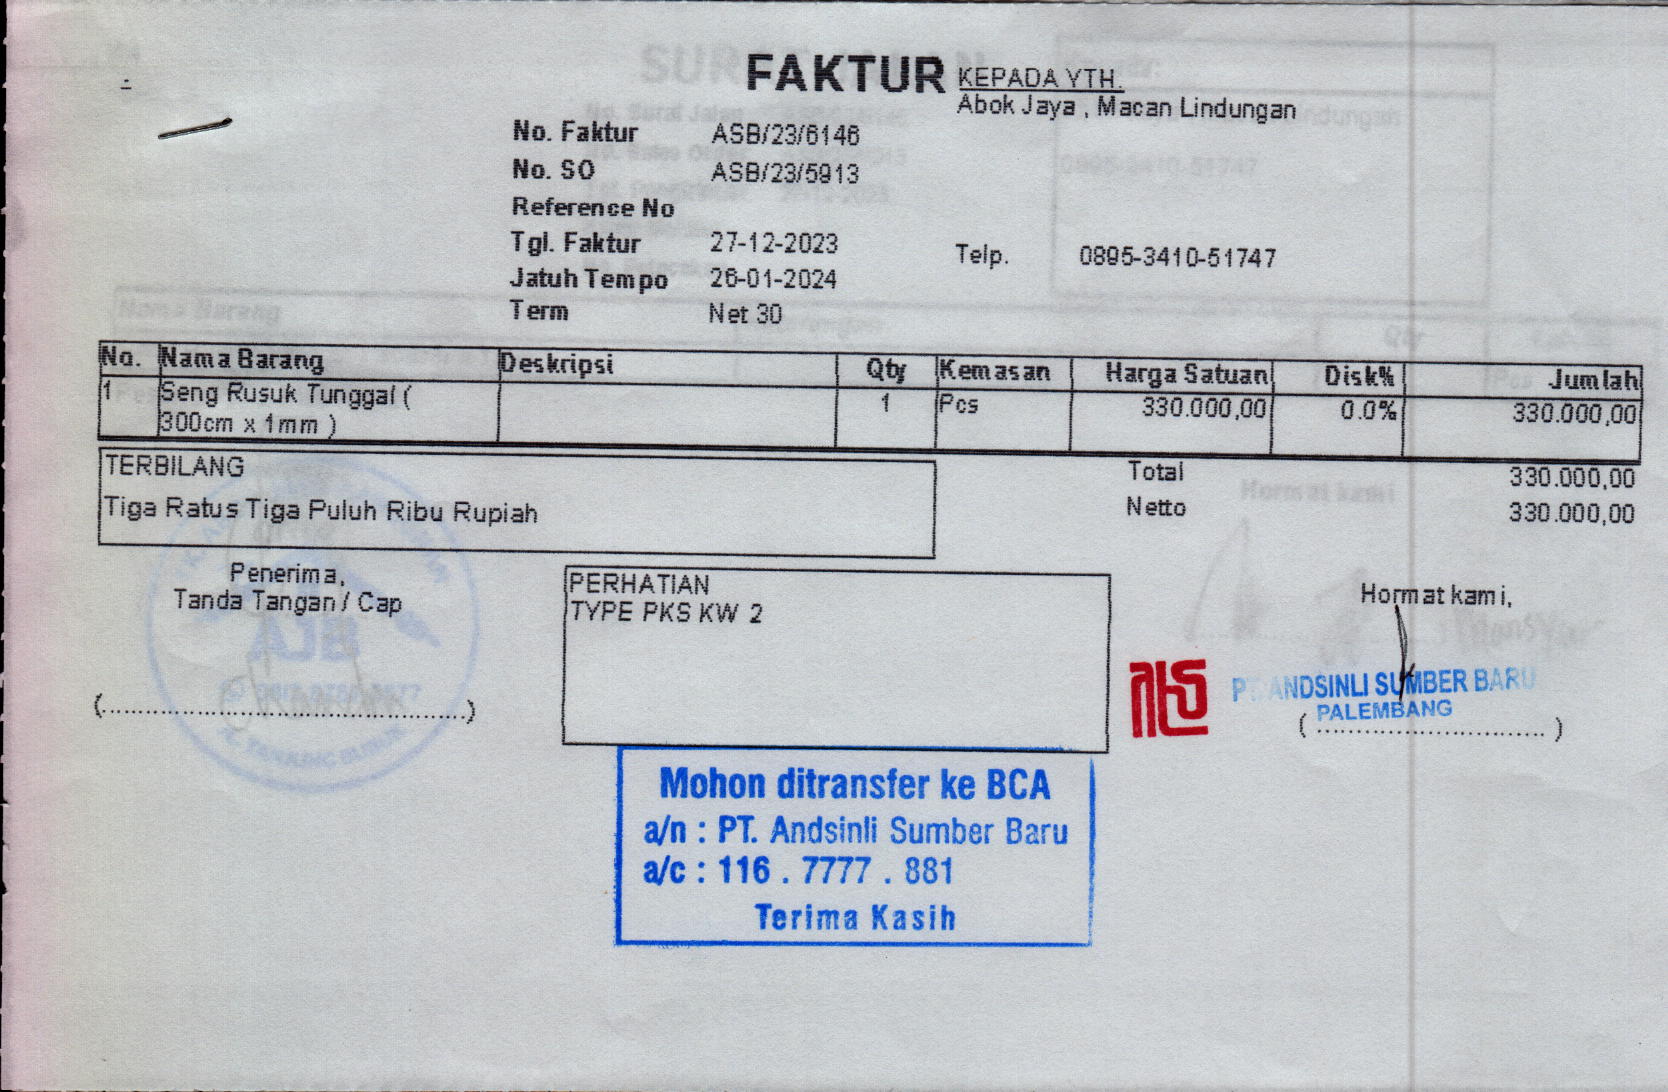 FAKTUR
KEPADA YTH.
Abok Jaya , Macan Lindungan
No. Faktur ASB/23/6146
No. SO ASB/23/5913
Reference No
Tgl. Faktur 27-12-2023
Telp. 0895-3410-51747
Jatuh Tempo 26-01-2024
Term Net 30
No. Nama Barang Deskripsi Qty Kemasan Harga Satuan Disk% Jumlah
1 Seng Rusuk Tunggal ( 1 Pcs 330.000,00 0.0% 330.000,00
300cm x 1mm )
TERBILANG
Tiga Ratus Tiga Puluh Ribu Rupiah
Total 330.000,00
Netto 330.000,00
Penerima,
Tanda Tangan / Cap
(....................................................)
PERHATIAN
TYPE PKS KW 2
Hormat kami,
PT. ANDSINLI SUMBER BARU
PALEMBANG
( ................................ )
Mohon ditransfer ke BCA
a/n : PT. Andsinli Sumber Baru
a/c : 116 . 7777 . 881
Terima Kasih